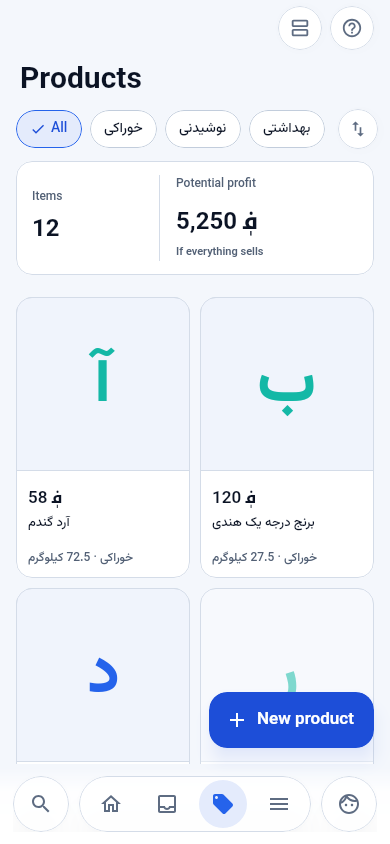 Products
All
خوراکی
نوشیدنی
بهداشتی
Items
12
Potential profit
5,250 ؋
If everything sells
آ
58 ؋
آرد گندم
خوراکی · 72.5 کیلوگرم
ب
120 ؋
برنج درجه یک هندی
خوراکی · 27.5 کیلوگرم
د
ر
New product